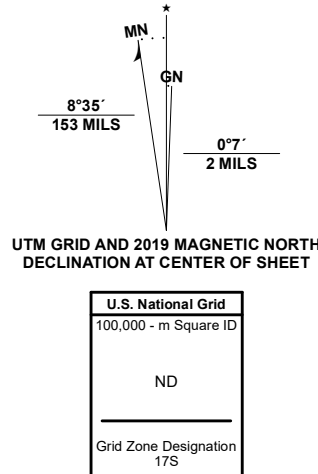 ★
MN
GN
8°35´
153 MILS
0°7´
2 MILS
UTM GRID AND 2019 MAGNETIC NORTH
DECLINATION AT CENTER OF SHEET
U.S. National Grid
100,000 - m Square ID
ND
Grid Zone Designation
17S